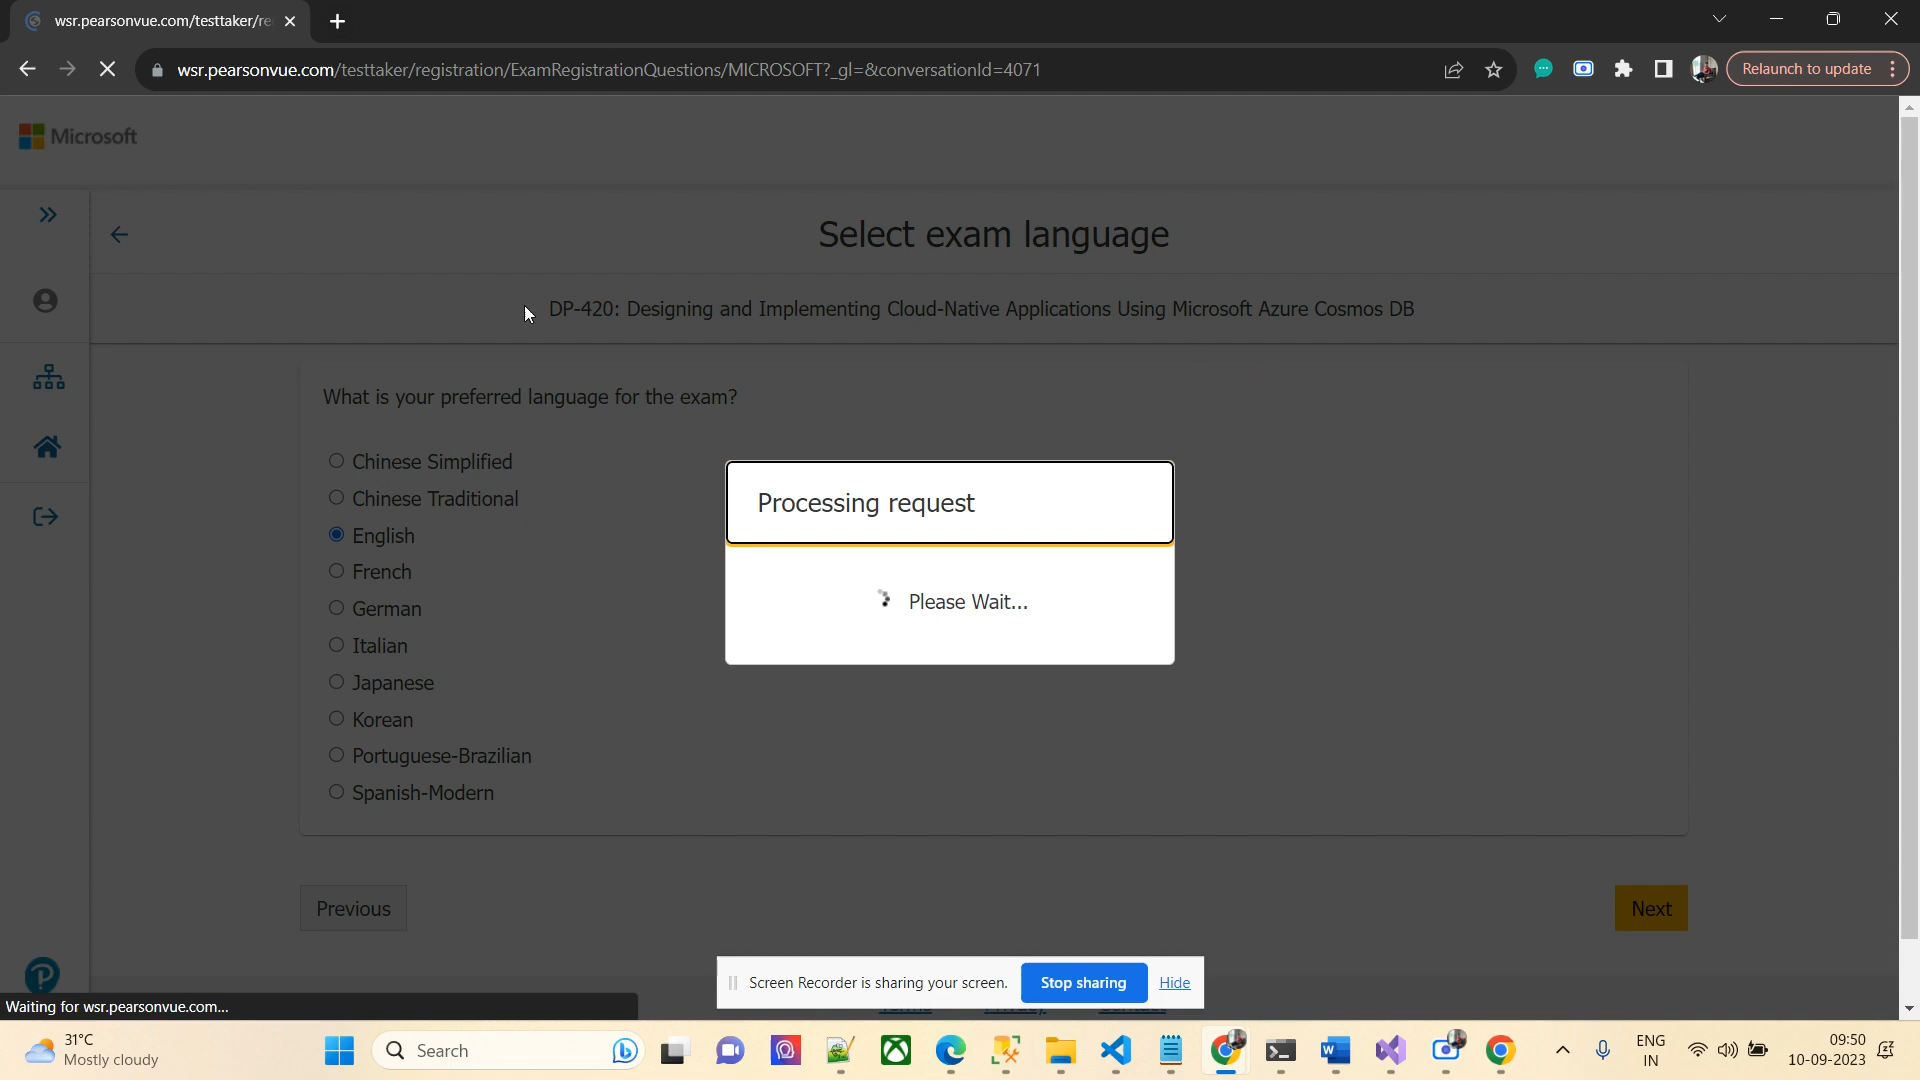 wsr.pearsonvue.com/testtaker/re
wsr.pearsonvue.com/testtaker/registration/ExamRegistrationQuestions/MICROSOFT?_gl=&conversationId=4071
Relaunch to update
Microsoft
Select exam language
DP-420: Designing and Implementing Cloud-Native Applications Using Microsoft Azure Cosmos DB
What is your preferred language for the exam?
Chinese Simplified
Chinese Traditional
English
French
German
Italian
Japanese
Korean
Portuguese-Brazilian
Spanish-Modern
Processing request
Please Wait...
Previous
Next
Screen Recorder is sharing your screen.
Stop sharing
Hide
Waiting for wsr.pearsonvue.com...
31°C
Mostly cloudy
Search
ENG
IN
09:50
10-09-2023